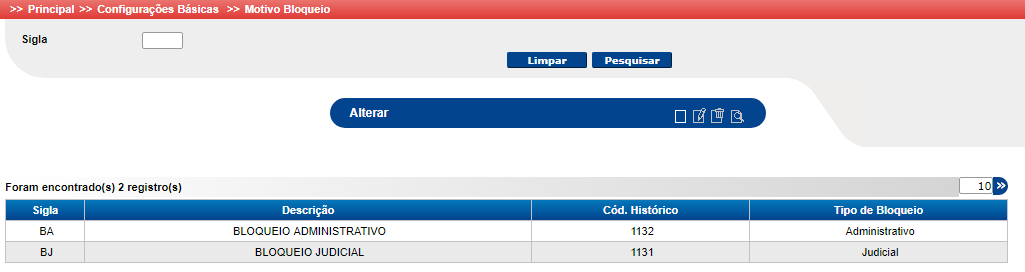 >> Principal >> Configurações Básicas >> Motivo Bloqueio
Sigla
Limpar Pesquisar
Alterar
Foram encontrado(s) 2 registro(s) 10
Sigla Descrição Cód. Histórico Tipo de Bloqueio
BA BLOQUEIO ADMINISTRATIVO 1132 Administrativo
BJ BLOQUEIO JUDICIAL 1131 Judicial